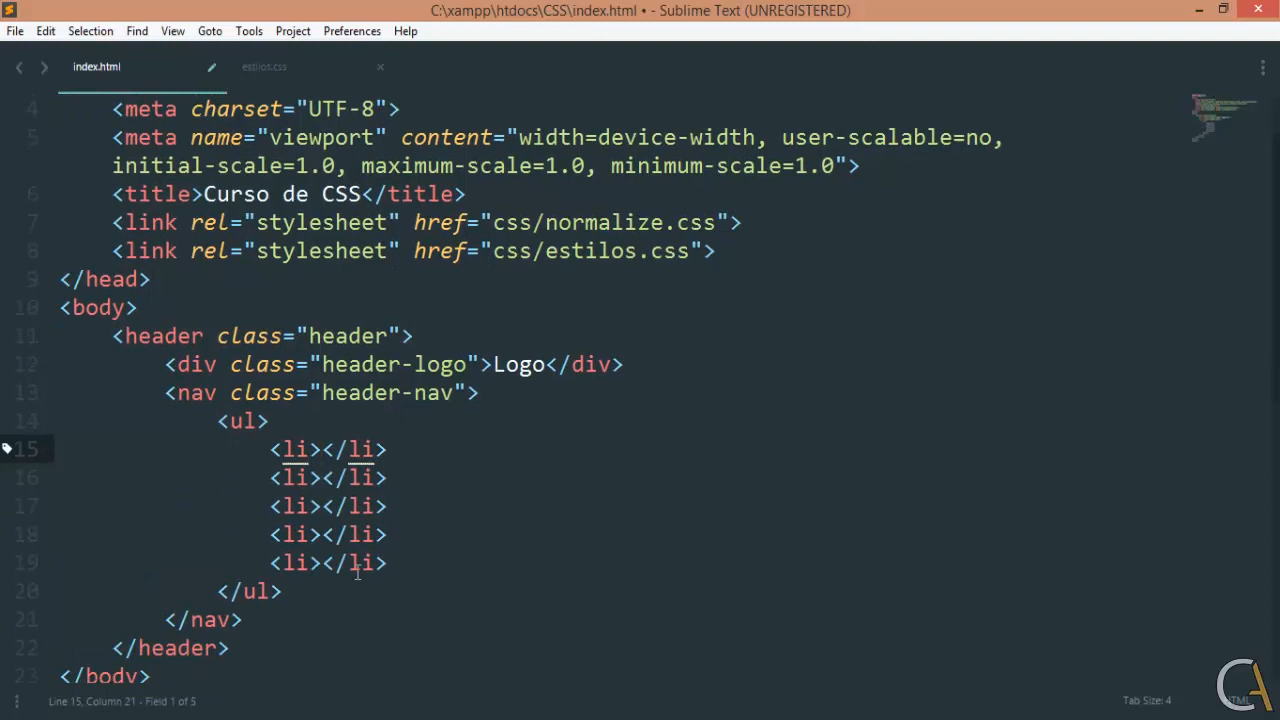 C:\xampp\htdocs\CSS\index.html • - Sublime Text (UNREGISTERED)
File Edit Selection Find View Goto Tools Project Preferences Help
index.html estilos.css
4 <meta charset="UTF-8">
5 <meta name="viewport" content="width=device-width, user-scalable=no,
initial-scale=1.0, maximum-scale=1.0, minimum-scale=1.0">
6 <title>Curso de CSS</title>
7 <link rel="stylesheet" href="css/normalize.css">
8 <link rel="stylesheet" href="css/estilos.css">
9 </head>
10 <body>
11 <header class="header">
12 <div class="header-logo">Logo</div>
13 <nav class="header-nav">
14 <ul>
15 <li></li>
16 <li></li>
17 <li></li>
18 <li></li>
19 <li></li>
20 </ul>
21 </nav>
22 </header>
23 </body>
Line 15, Column 21 - Field 1 of 5 Tab Size: 4 HTML
CA